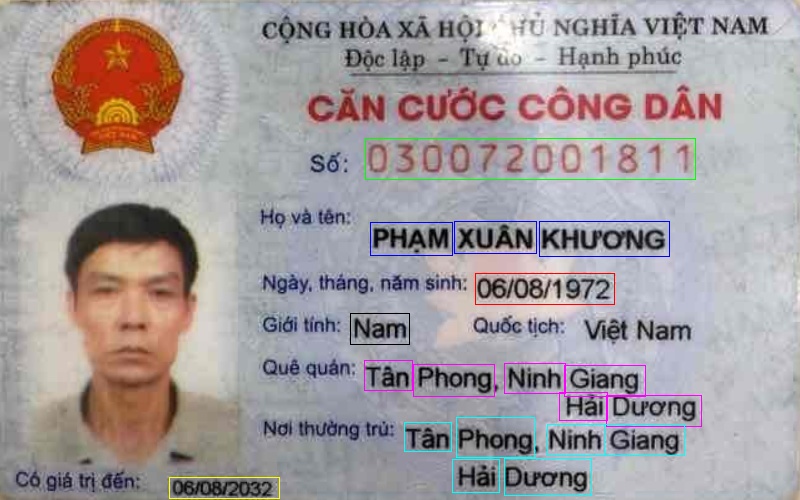 CỘNG HÒA XÃ HỘI CHỦ NGHĨA VIỆT NAM
Độc lập - Tự do - Hạnh phúc
CĂN CƯỚC CÔNG DÂN
Số: 030072001811
Họ và tên:
PHẠM XUÂN KHƯƠNG
Ngày, tháng, năm sinh: 06/08/1972
Giới tính: Nam Quốc tịch: Việt Nam
Quê quán: Tân Phong, Ninh Giang
Hải Dương
Nơi thường trú: Tân Phong, Ninh Giang
Hải Dương
Có giá trị đến: 06/08/2032